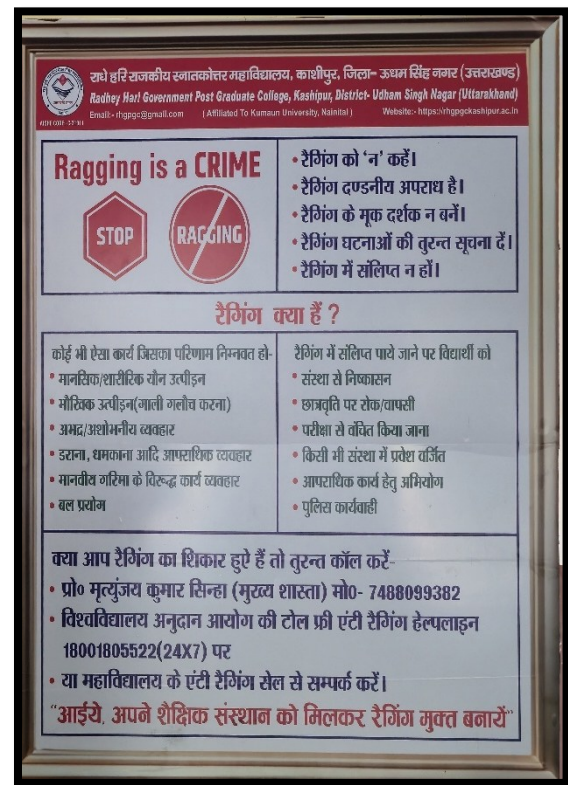 राधे हरि राजकीय स्नातकोत्तर महाविद्यालय, काशीपुर, जिला- ऊधम सिंह नगर (उत्तराखण्ड)
Radhey Hari Government Post Graduate College, Kashipur, District- Udham Singh Nagar (Uttarakhand)
Email:- rhgpgc@gmail.com ( Affiliated To Kumaun University, Nainital ) Website:- https://rhgpgckashipur.ac.in
Ragging is a CRIME
STOP
RAGGING
• रैगिंग को 'न' कहें।
• रैगिंग दण्डनीय अपराध है।
• रैगिंग के मूक दर्शक न बनें।
• रैगिंग घटनाओं की तुरन्त सूचना दें।
• रैगिंग में संलिप्त न हों।
रैगिंग क्या हैं ?
कोई भी ऐसा कार्य जिसका परिणाम निम्नवत हो-
• मानसिक/शारीरिक यौन उत्पीड़न
• मौखिक उत्पीड़न(गाली गलौच करना)
• अभद्र/अशोभनीय व्यवहार
• डराना, धमकाना आदि आपराधिक व्यवहार
• मानवीय गरिमा के विरूद्ध कार्य व्यवहार
• बल प्रयोग
रैगिंग में संलिप्त पाये जाने पर विद्यार्थी को
• संस्था से निष्कासन
• छात्रवृति पर रोक/वापसी
• परीक्षा से वंचित किया जाना
• किसी भी संस्था में प्रवेश वर्जित
• आपराधिक कार्य हेतु अभियोग
• पुलिस कार्यवाही
क्या आप रैगिंग का शिकार हुऐ हैं तो तुरन्त कॉल करें-
• प्रो० मृत्युंजय कुमार सिन्हा (मुख्य शास्ता) मो०- 7488099382
• विश्वविद्यालय अनुदान आयोग की टोल फ्री एंटी रैगिंग हेल्पलाइन
18001805522(24X7) पर
• या महाविद्यालय के एंटी रैगिंग सेल से सम्पर्क करें।
"आईये, अपने शैक्षिक संस्थान को मिलकर रैगिंग मुक्त बनायें"